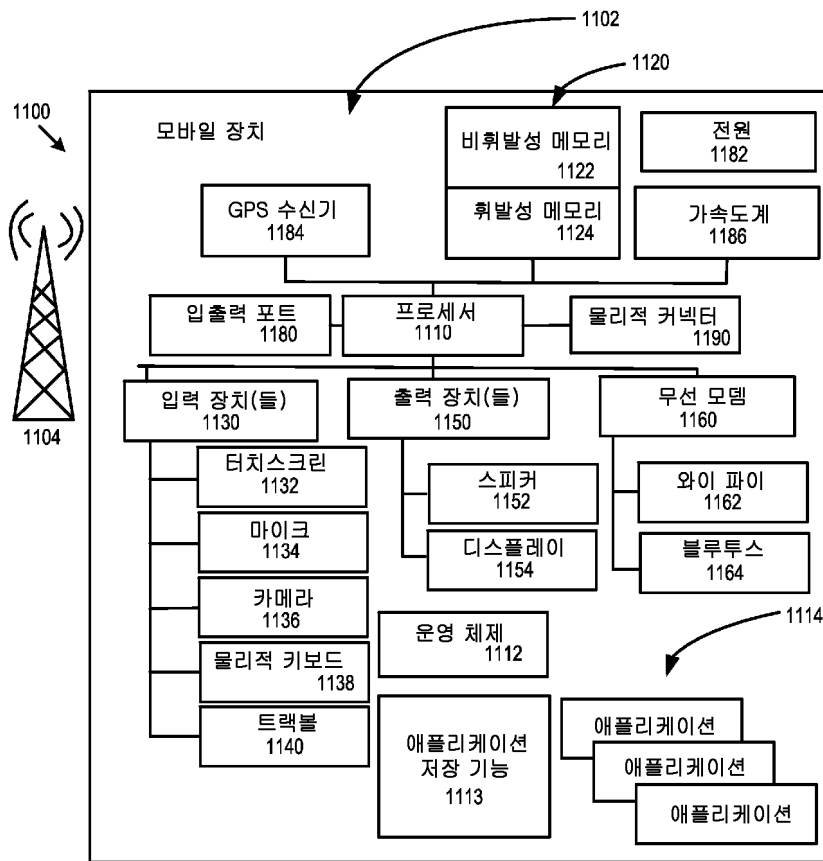 1102
1120
1100
모바일 장치
비휘발성 메모리
1122
전원
1182
GPS 수신기
1184
휘발성 메모리
1124
가속도계
1186
입출력 포트
1180
프로세서
1110
물리적 커넥터
1190
입력 장치(들)
1130
출력 장치(들)
1150
무선 모뎀
1160
1104
터치스크린
1132
스피커
1152
와이 파이
1162
마이크
1134
디스플레이
1154
블루투스
1164
카메라
1136
운영 체제
1112
1114
물리적 키보드
1138
트랙볼
1140
애플리케이션
저장 기능
1113
애플리케이션
애플리케이션
애플리케이션